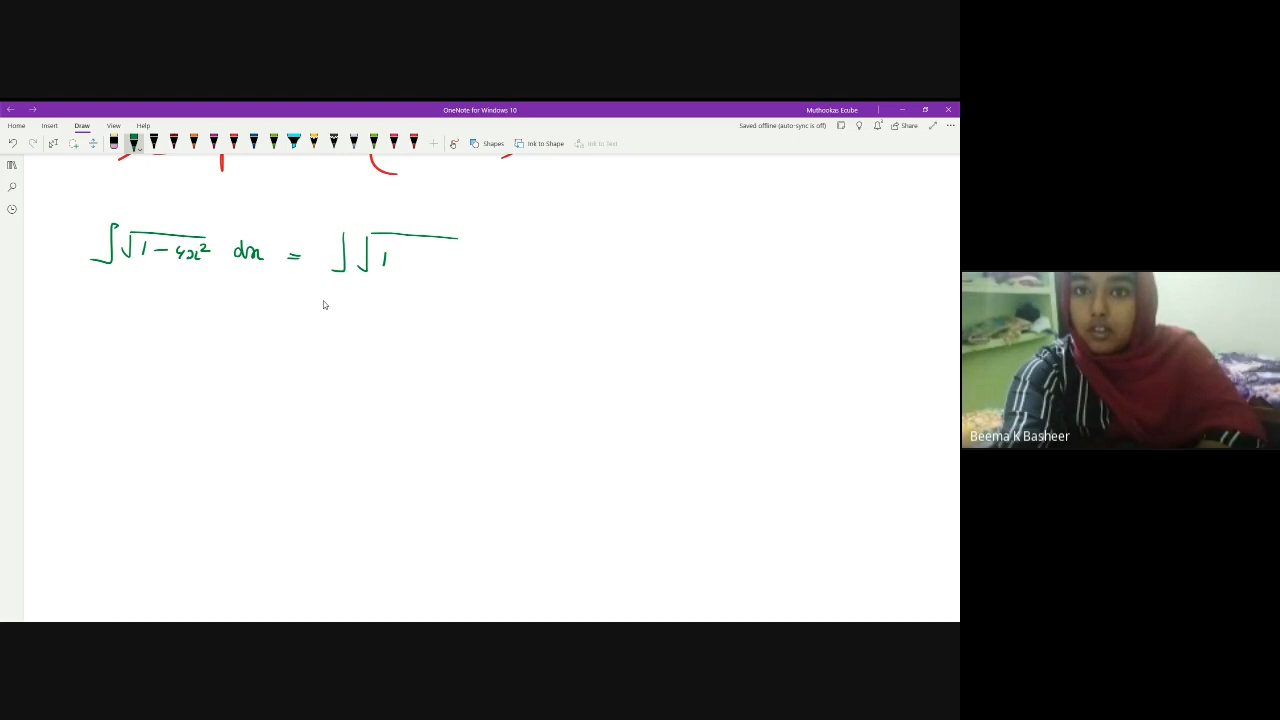 OneNote for Windows 10
Muthookas Ecube
Home Insert Draw View Help
Saved offline (auto-sync is off)
Share
Shapes
Ink to Shape
Ink to Text
∫√(1 − 4x²) dx = ∫√1
Beema K Basheer